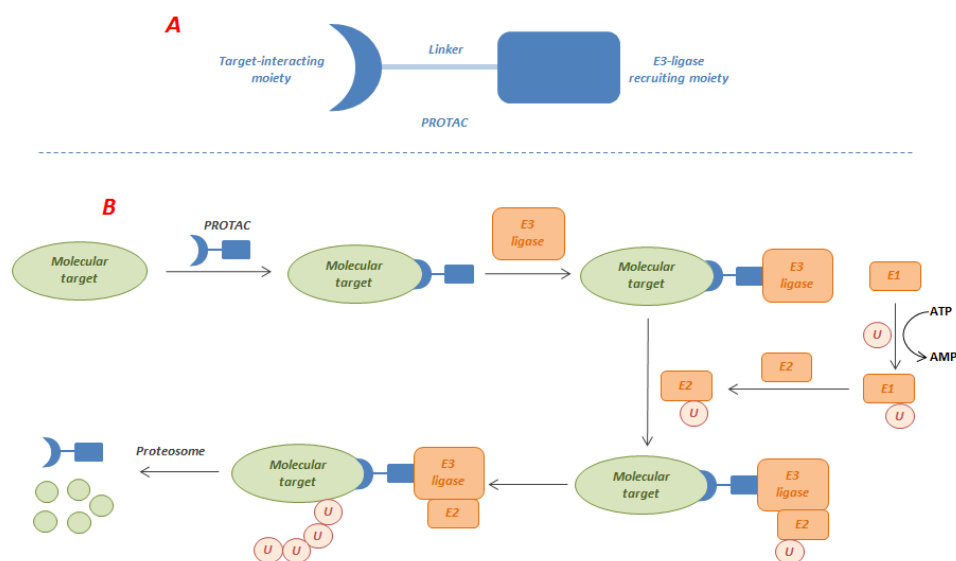 A
Target-interacting
moiety
Linker
E3-ligase
recruiting moiety
PROTAC
B
Molecular
target
PROTAC
Molecular
target
E3
ligase
Molecular
target
E3
ligase
E1
U
ATP
AMP
E1
U
E2
E2
U
Molecular
target
E3
ligase
E2
U
Molecular
target
E3
ligase
E2
U
U
U
U
Proteosome